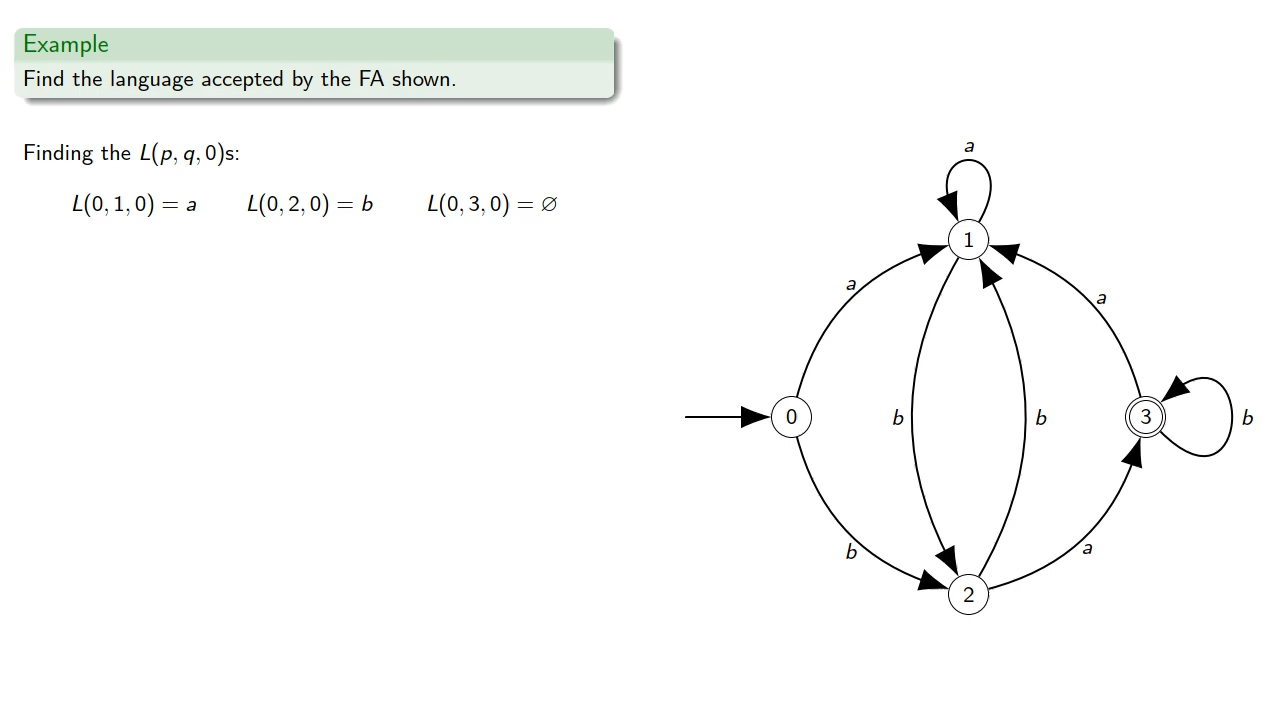 Example
Find the language accepted by the FA shown.
Finding the L(p, q, 0)s:
L(0, 1, 0) = a L(0, 2, 0) = b L(0, 3, 0) = ∅
a
1
a
a
0
b
b
3
b
b
a
2